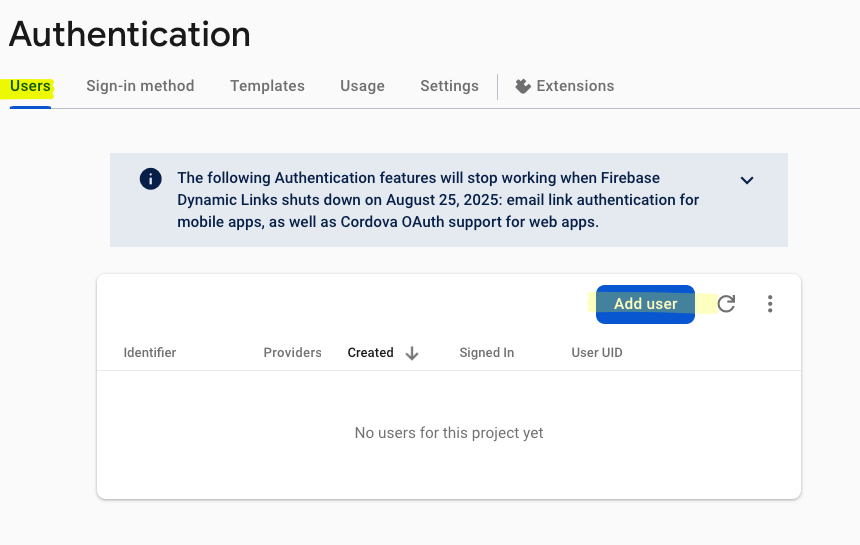 Authentication
Users Sign-in method Templates Usage Settings Extensions
The following Authentication features will stop working when Firebase
Dynamic Links shuts down on August 25, 2025: email link authentication for
mobile apps, as well as Cordova OAuth support for web apps.
Add user
Identifier Providers Created Signed In User UID
No users for this project yet